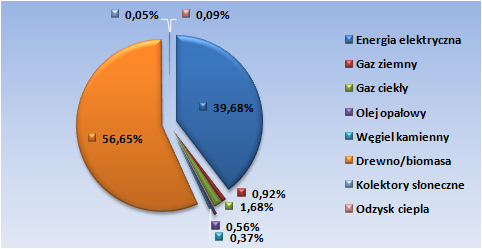 0,05%
0,09%
39,68%
56,65%
0,92%
1,68%
0,56%
0,37%
Energia elektryczna
Gaz ziemny
Gaz ciekły
Olej opałowy
Węgiel kamienny
Drewno/biomasa
Kolektory słoneczne
Odzysk ciepła